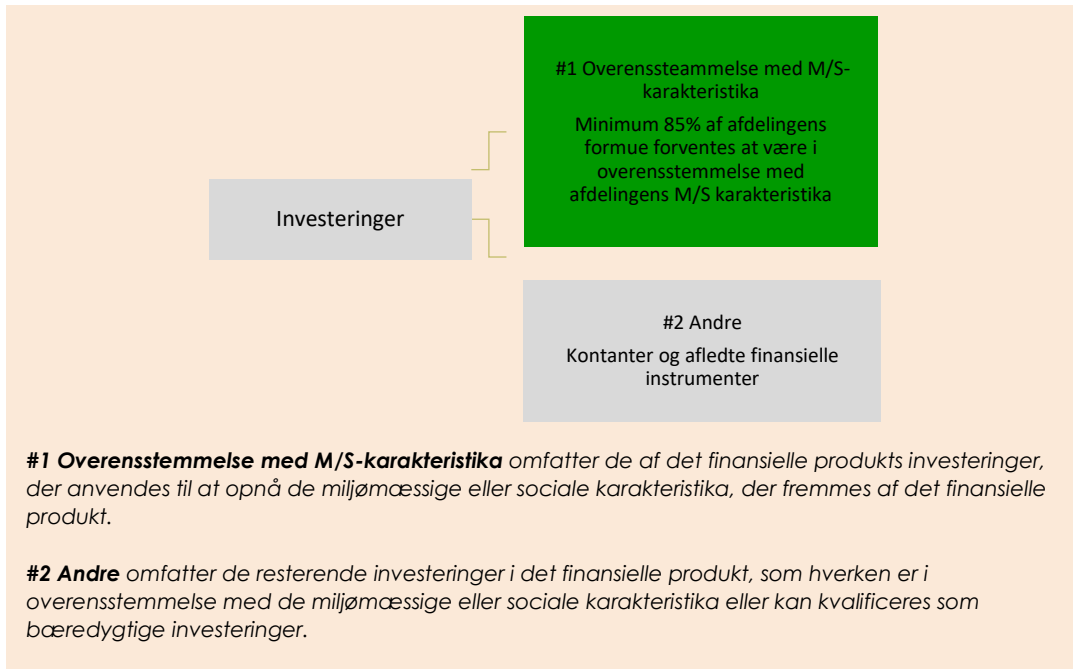 #1 Overenssteammelse med M/S-
karakteristika
Minimum 85% af afdelingens
formue forventes at være i
overensstemmelse med
afdelingens M/S karakteristika
Investeringer
#2 Andre
Kontanter og afledte finansielle
instrumenter
#1 Overensstemmelse med M/S-karakteristika omfatter de af det finansielle produkts investeringer,
der anvendes til at opnå de miljømæssige eller sociale karakteristika, der fremmes af det finansielle
produkt.
#2 Andre omfatter de resterende investeringer i det finansielle produkt, som hverken er i
overensstemmelse med de miljømæssige eller sociale karakteristika eller kan kvalificeres som
bæredygtige investeringer.